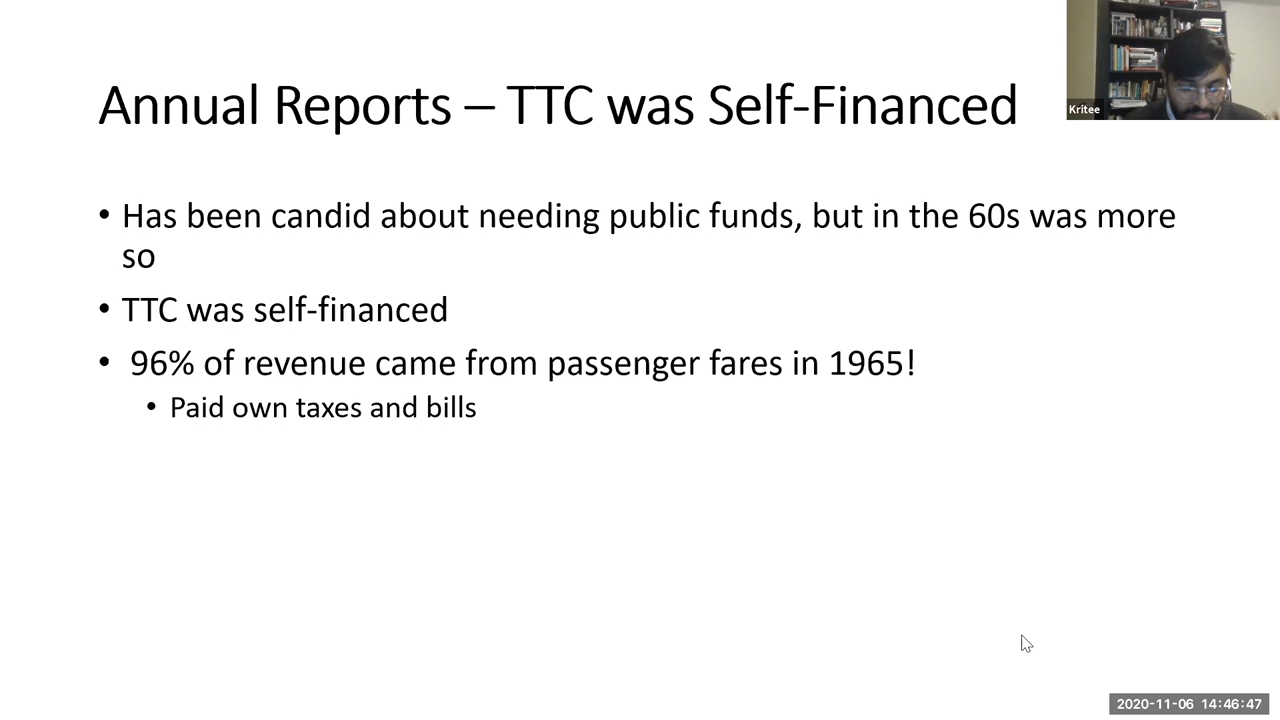 Annual Reports – TTC was Self-Financed
Kritee
• Has been candid about needing public funds, but in the 60s was more
so
• TTC was self-financed
• 96% of revenue came from passenger fares in 1965!
• Paid own taxes and bills
2020-11-06 14:46:47